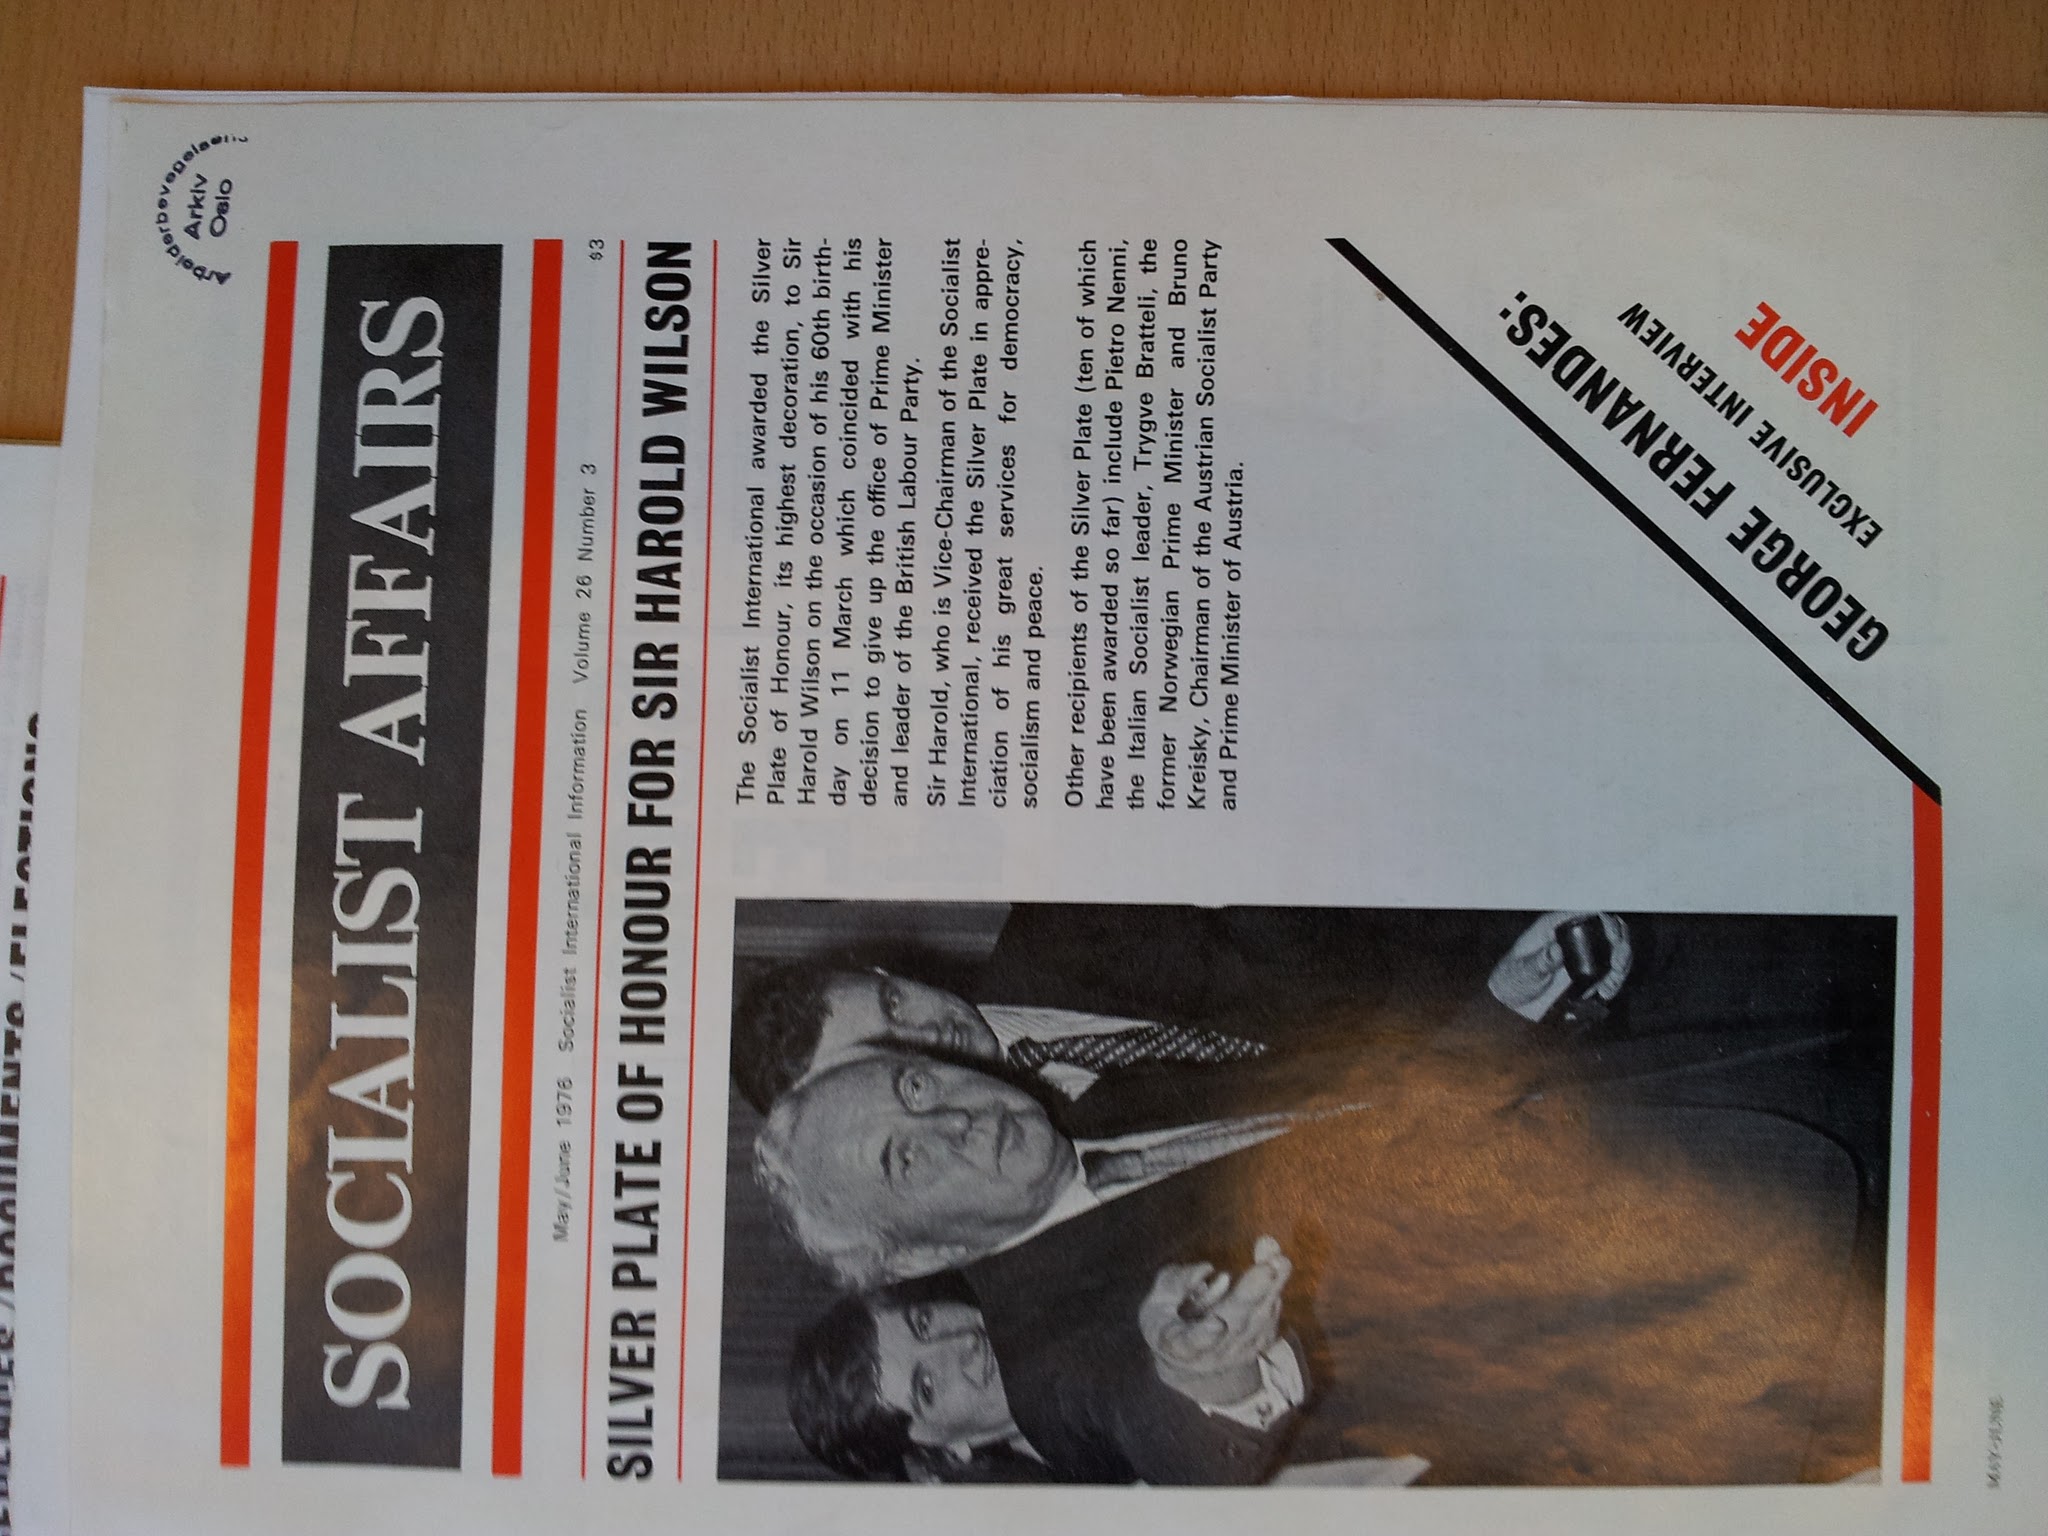 Arbeiderbevegelsens
Arkiv
Oslo
SOCIALIST AFFAIRS
May/June 1976 Socialist International Information Volume 26 Number 3 $3
SILVER PLATE OF HONOUR FOR SIR HAROLD WILSON
The Socialist International awarded the Silver
Plate of Honour, its highest decoration, to Sir
Harold Wilson on the occasion of his 60th birth-
day on 11 March which coincided with his
decision to give up the office of Prime Minister
and leader of the British Labour Party.
Sir Harold, who is Vice-Chairman of the Socialist
International, received the Silver Plate in appre-
ciation of his great services for democracy,
socialism and peace.
Other recipients of the Silver Plate (ten of which
have been awarded so far) include Pietro Nenni,
the Italian Socialist leader, Trygve Bratteli, the
former Norwegian Prime Minister and Bruno
Kreisky, Chairman of the Austrian Socialist Party
and Prime Minister of Austria.
GEORGE FERNANDES:
EXCLUSIVE INTERVIEW
INSIDE
MAY-JUNE